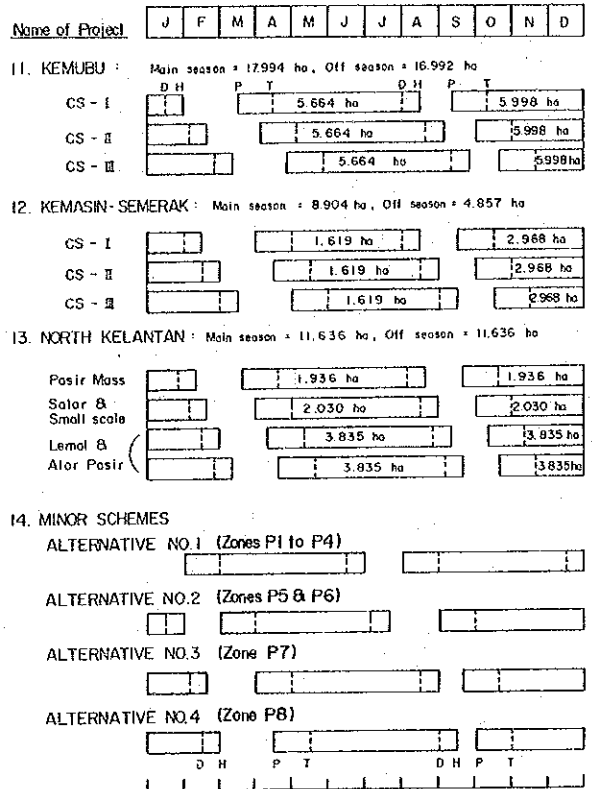 Name of Project J F M A M J J A S O N D
11. KEMUBU : Main season = 17.994 ha, Off season = 16.992 ha
D H P T D H P T
CS - I 5.664 ha 5.998 ha
CS - II 5.664 ha 5.998 ha
CS - III 5.664 ha 5.998 ha
12. KEMASIN-SEMERAK : Main season = 8.904 ha, Off season = 4.857 ha
CS - I 1.619 ha 2.968 ha
CS - II 1.619 ha 2.968 ha
CS - III 1.619 ha 2.968 ha
13. NORTH KELANTAN : Main season = 11.636 ha, Off season = 11.636 ha
Pasir Mass 1.936 ha 1.936 ha
Salor &
Small scale 2.030 ha 2.030 ha
Lemal & 3.835 ha 3.835 ha
Alor Pasir 3.835 ha 3.835 ha
14. MINOR SCHEMES
ALTERNATIVE NO.1 (Zones P1 to P4)
ALTERNATIVE NO.2 (Zones P5 & P6)
ALTERNATIVE NO.3 (Zone P7)
ALTERNATIVE NO.4 (Zone P8)
D H P T D H P T